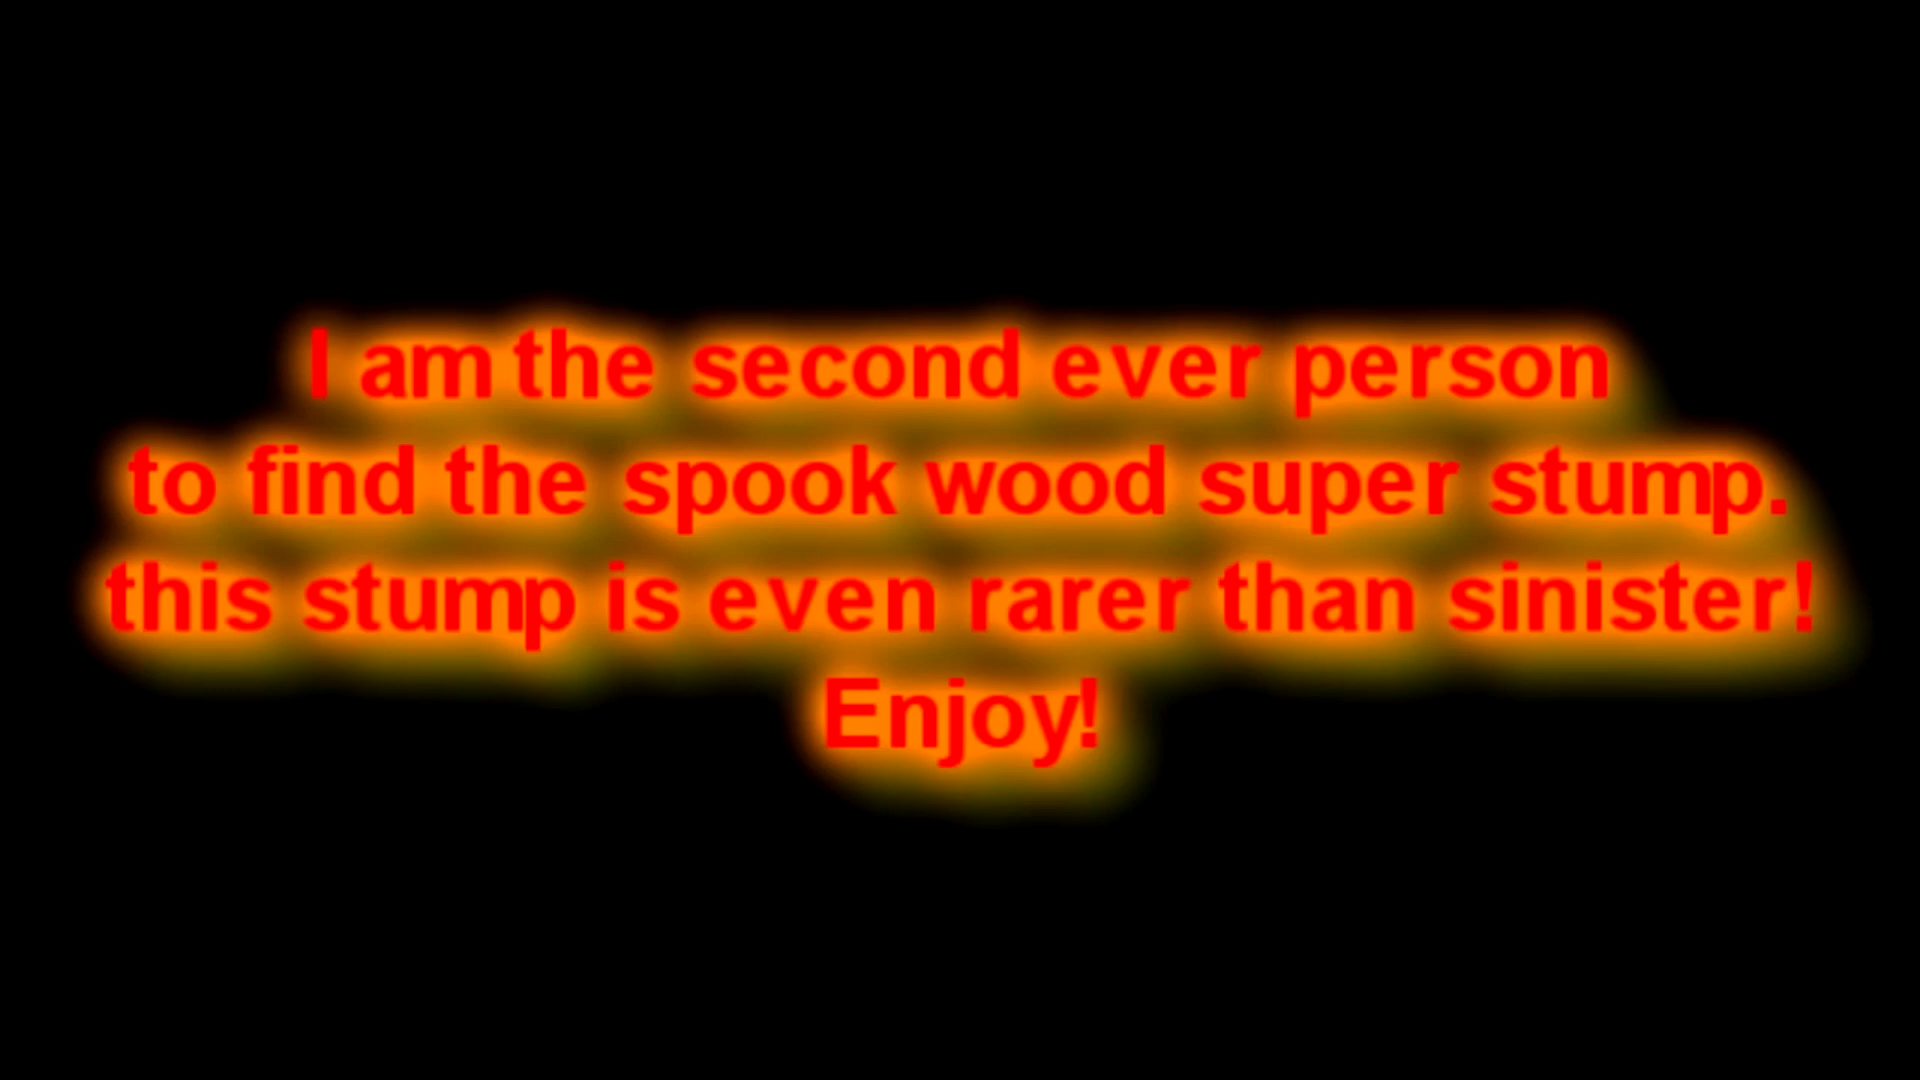 I am the second ever person
to find the spook wood super stump.
this stump is even rarer than sinister!
Enjoy!